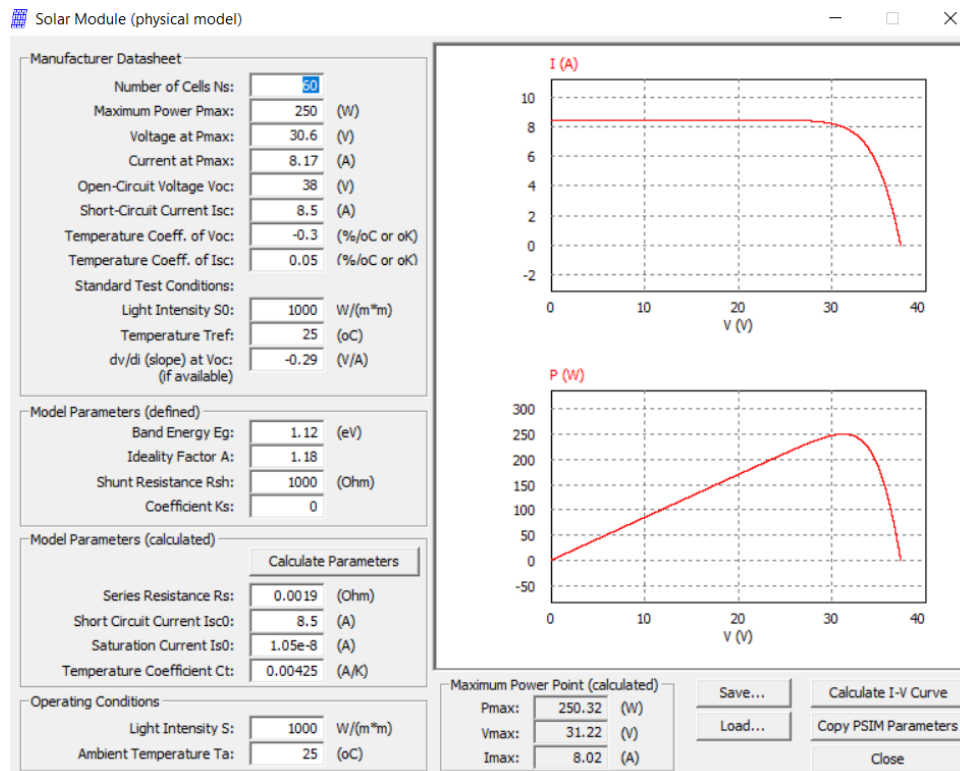 Solar Module (physical model)
Manufacturer Datasheet
Number of Cells Ns: 60
Maximum Power Pmax: 250 (W)
Voltage at Pmax: 30.6 (V)
Current at Pmax: 8.17 (A)
Open-Circuit Voltage Voc: 38 (V)
Short-Circuit Current Isc: 8.5 (A)
Temperature Coeff. of Voc: -0.3 (%/oC or oK)
Temperature Coeff. of Isc: 0.05 (%/oC or oK)
Standard Test Conditions:
Light Intensity S0: 1000 W/(m*m)
Temperature Tref: 25 (oC)
dv/di (slope) at Voc: -0.29 (V/A)
(if available)
Model Parameters (defined)
Band Energy Eg: 1.12 (eV)
Ideality Factor A: 1.18
Shunt Resistance Rsh: 1000 (Ohm)
Coefficient Ks: 0
Model Parameters (calculated)
Calculate Parameters
Series Resistance Rs: 0.0019 (Ohm)
Short Circuit Current Isc0: 8.5 (A)
Saturation Current Is0: 1.05e-8 (A)
Temperature Coefficient Ct: 0.00425 (A/K)
Operating Conditions
Light Intensity S: 1000 W/(m*m)
Ambient Temperature Ta: 25 (oC)
I (A)
10
8
6
4
2
0
-2
0 10 20 30 40
V (V)
P (W)
300
250
200
150
100
50
0
-50
0 10 20 30 40
V (V)
Maximum Power Point (calculated)
Pmax: 250.32 (W)
Vmax: 31.22 (V)
Imax: 8.02 (A)
Save...
Load...
Calculate I-V Curve
Copy PSIM Parameters
Close